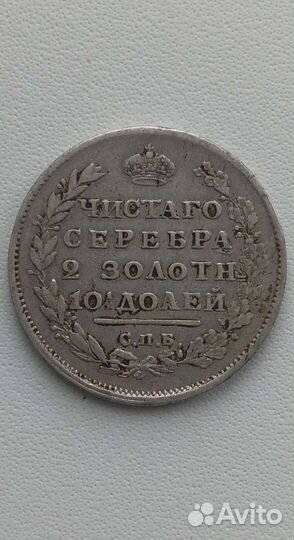 ЧИСТАГО
СЕРЕБРА
2 ЗОЛОТН.
10½ ДОЛЕЙ
С.П.Б.
Avito